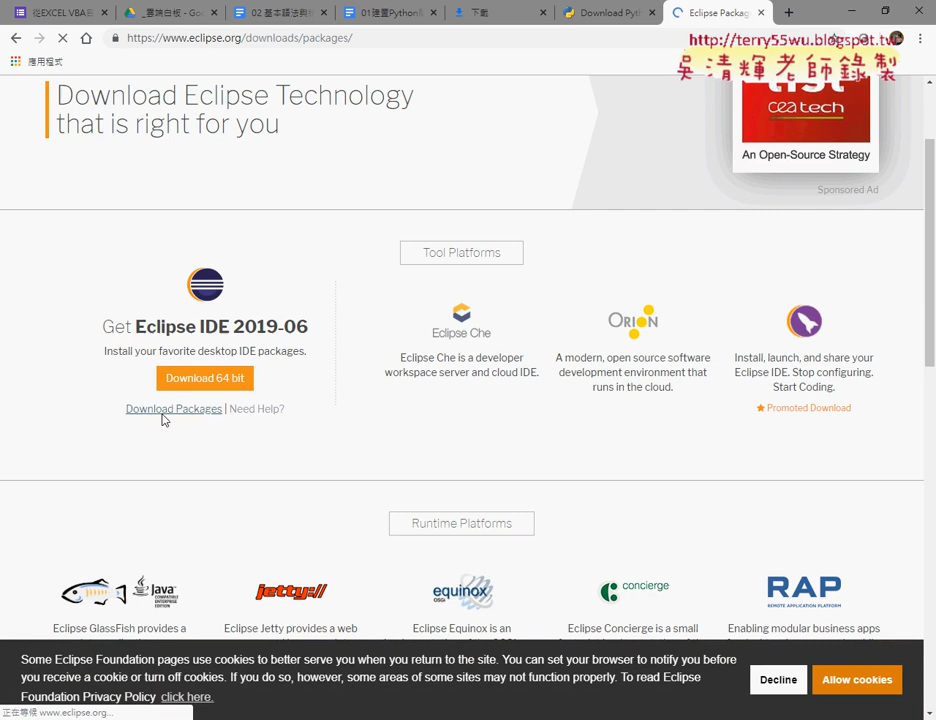 從EXCEL VBA
_雲端白板 - Goo
02 基本語法與
01建置Python
下載
Download Pyth
Eclipse Packag
https://www.eclipse.org/downloads/packages/
http://terry55wu.blogspot.tw
應用程式
吳清輝老師錄製
Download Eclipse Technology
that is right for you
list
cea tech
An Open-Source Strategy
Sponsored Ad
Tool Platforms
Get Eclipse IDE 2019-06
Install your favorite desktop IDE packages.
Download 64 bit
Download Packages | Need Help?
Eclipse Che
Eclipse Che is a developer
workspace server and cloud IDE.
ORION
A modern, open source software
development environment that
runs in the cloud.
Install, launch, and share your
Eclipse IDE. Stop configuring.
Start Coding.
Promoted Download
Runtime Platforms
Java
COMPATIBLE
ENTERPRISE
EDITION
jetty://
equinox
OSGi
concierge
RAP
REMOTE APPLICATION PLATFORM
Eclipse GlassFish provides a
Eclipse Jetty provides a web
Eclipse Equinox is an
Eclipse Concierge is a small
Enabling modular business apps
Some Eclipse Foundation pages use cookies to better serve you when you return to the site. You can set your browser to notify you before
you receive a cookie or turn off cookies. If you do so, however, some areas of some sites may not function properly. To read Eclipse
Foundation Privacy Policy click here.
Decline
Allow cookies
正在等候 www.eclipse.org...